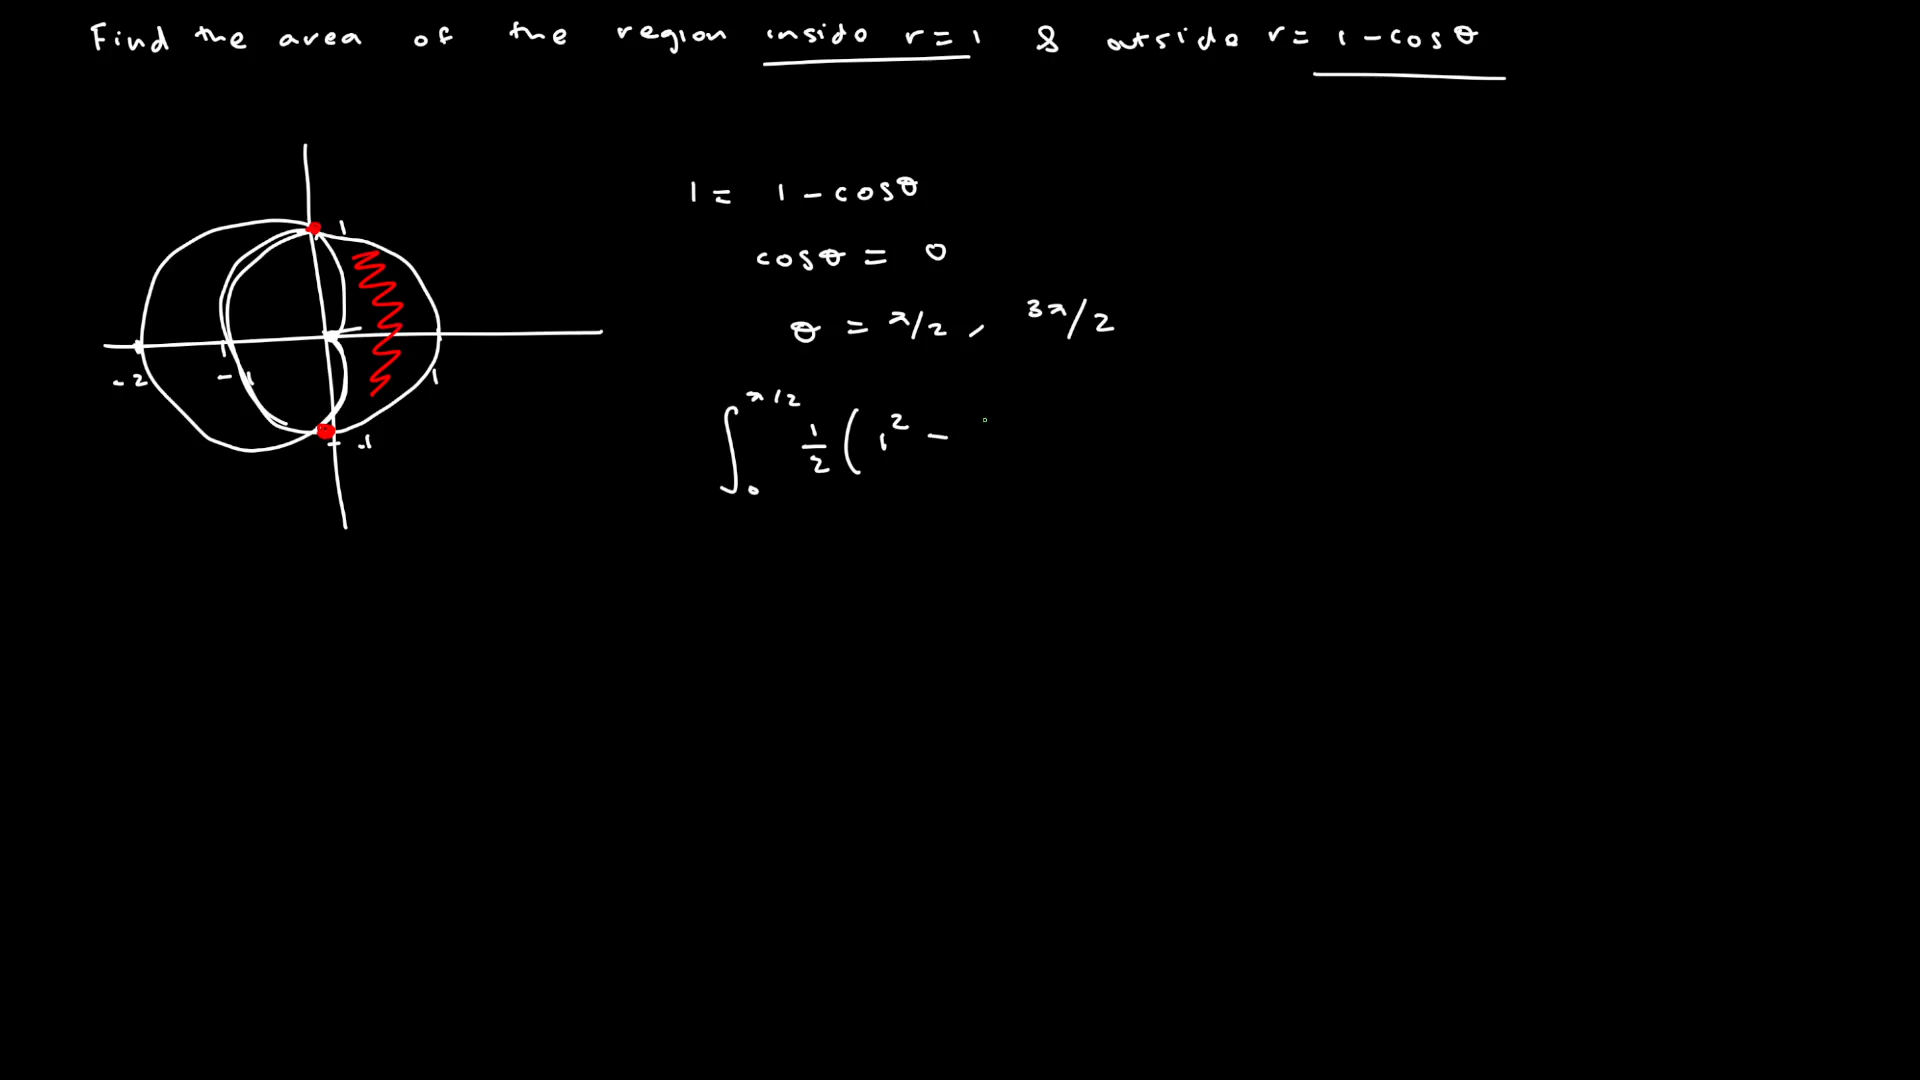 Find the area of the region inside r = 1 & outside r = 1 - cosθ
1 = 1 - cosθ
cosθ = 0
θ = π/2, 3π/2
∫₀^π/2 1/2 (1² -
1
-2 -1 1
-1